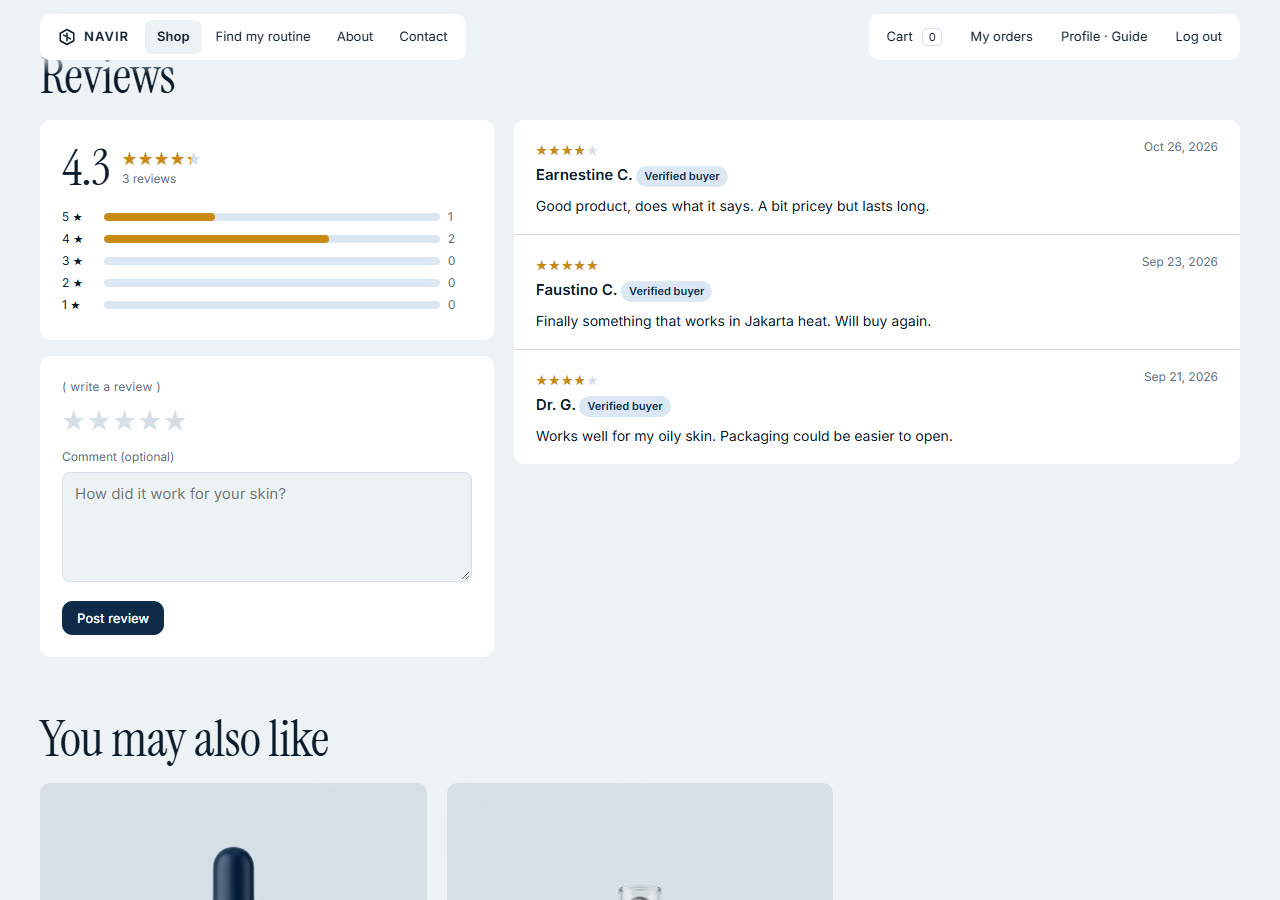 NAVIR Shop Find my routine About Contact
Cart 0 My orders Profile · Guide Log out
Reviews
4.3 ★★★★★
3 reviews
5 ★ 1
4 ★ 2
3 ★ 0
2 ★ 0
1 ★ 0
( write a review )
★★★★★
Comment (optional)
How did it work for your skin?
Post review
★★★★★ Oct 26, 2026
Earnestine C. Verified buyer
Good product, does what it says. A bit pricey but lasts long.
★★★★★ Sep 23, 2026
Faustino C. Verified buyer
Finally something that works in Jakarta heat. Will buy again.
★★★★★ Sep 21, 2026
Dr. G. Verified buyer
Works well for my oily skin. Packaging could be easier to open.
You may also like